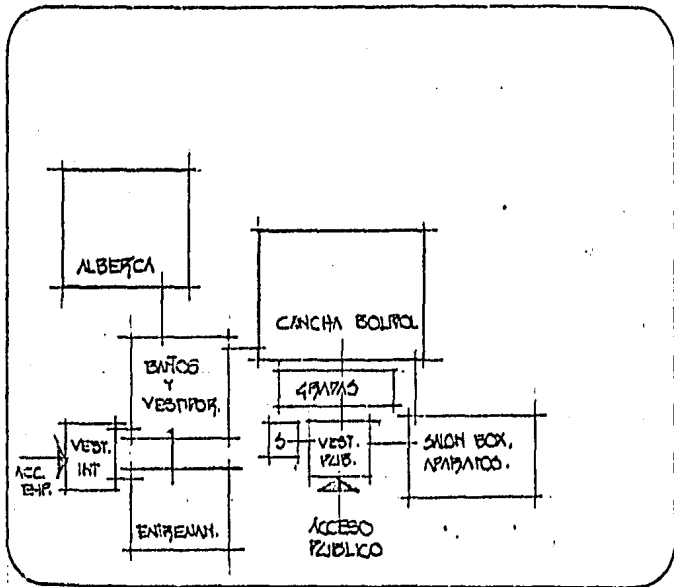 ALBERCA
CANCHA BOLIBOL
BAÑOS
Y
VESTIDOR.
GRADAS
VEST.
INT
S
VEST.
PUB.
SALON BOX,
APARATOS.
ACC.
EMP.
ENTRENAM.
ACCESO
PUBLICO